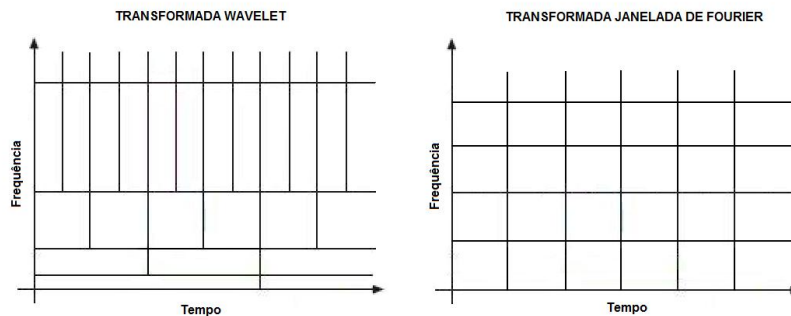 TRANSFORMADA WAVELET
Frequência
Tempo
TRANSFORMADA JANELADA DE FOURIER
Frequência
Tempo